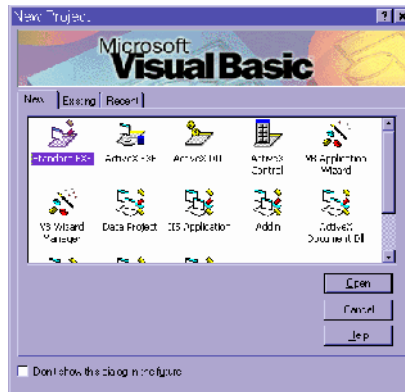 New Project
Microsoft
Visual Basic
New Existing Recent
Standard EXE ActiveX EXE ActiveX Dll ActiveX Control VB Application Wizard
VB Wizard Manager Data Project IIS Application Addin ActiveX Document Dll
Open
Cancel
Help
Don't show this dialog in the future